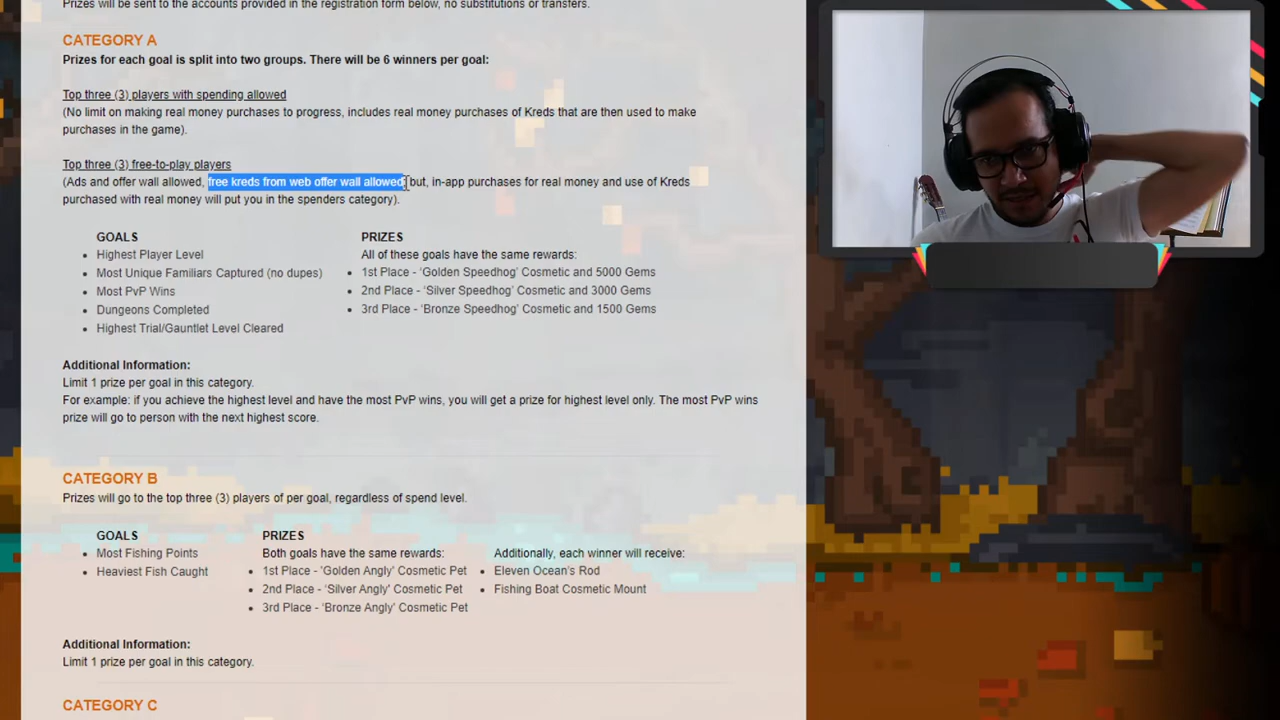 Prizes will be sent to the accounts provided in the registration form below, no substitutions or transfers.
CATEGORY A
Prizes for each goal is split into two groups. There will be 6 winners per goal:
Top three (3) players with spending allowed
(No limit on making real money purchases to progress, includes real money purchases of Kreds that are then used to make
purchases in the game).
Top three (3) free-to-play players
(Ads and offer wall allowed, free kreds from web offer wall allowed but, in-app purchases for real money and use of Kreds
purchased with real money will put you in the spenders category).
GOALS
Highest Player Level
Most Unique Familiars Captured (no dupes)
Most PvP Wins
Dungeons Completed
Highest Trial/Gauntlet Level Cleared
PRIZES
All of these goals have the same rewards:
1st Place - ‘Golden Speedhog’ Cosmetic and 5000 Gems
2nd Place - ‘Silver Speedhog’ Cosmetic and 3000 Gems
3rd Place - ‘Bronze Speedhog’ Cosmetic and 1500 Gems
Additional Information:
Limit 1 prize per goal in this category.
For example: if you achieve the highest level and have the most PvP wins, you will get a prize for highest level only. The most PvP wins
prize will go to person with the next highest score.
CATEGORY B
Prizes will go to the top three (3) players of per goal, regardless of spend level.
GOALS
Most Fishing Points
Heaviest Fish Caught
PRIZES
Both goals have the same rewards:
1st Place - ‘Golden Angly’ Cosmetic Pet
2nd Place - ‘Silver Angly’ Cosmetic Pet
3rd Place - ‘Bronze Angly’ Cosmetic Pet
Additionally, each winner will receive:
Eleven Ocean’s Rod
Fishing Boat Cosmetic Mount
Additional Information:
Limit 1 prize per goal in this category.
CATEGORY C